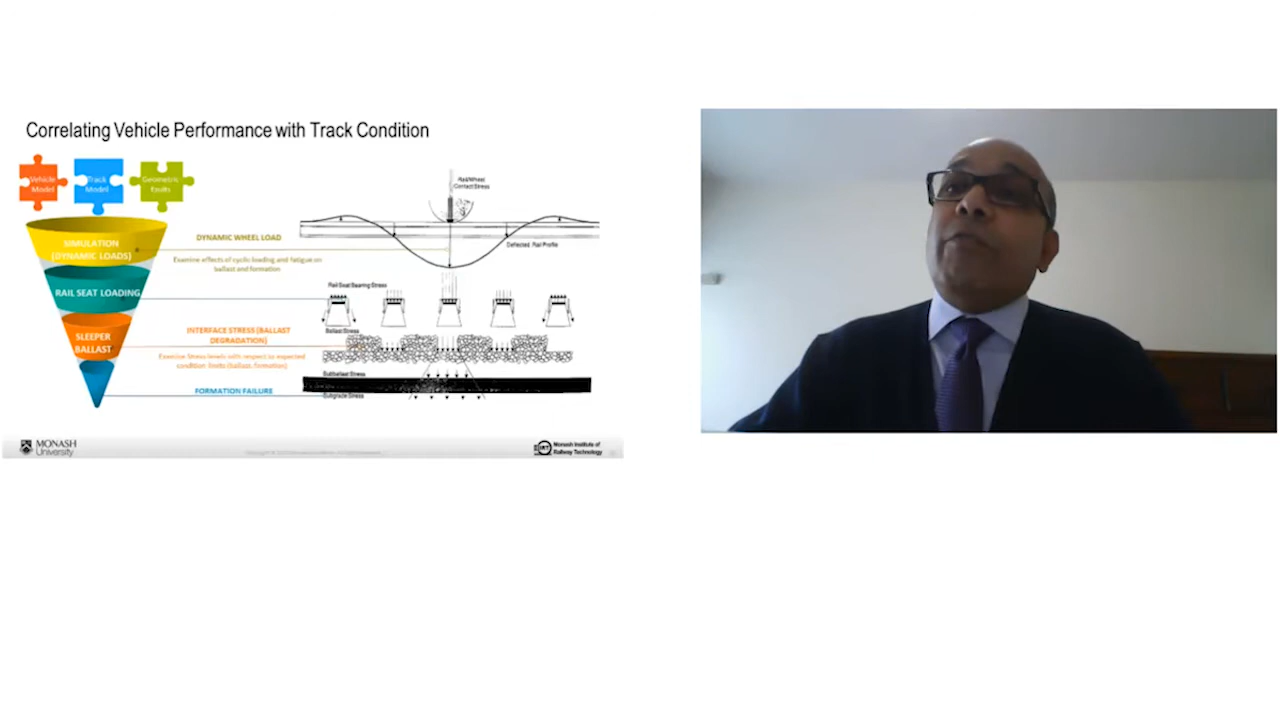 Correlating Vehicle Performance with Track Condition
Vehicle
Model
Track
Model
Geometric
Faults
SIMULATION
(DYNAMIC LOADS)
RAIL SEAT LOADING
SLEEPER
BALLAST
DYNAMIC WHEEL LOAD
Examine effects of cyclic loading and fatigue on
ballast and formation
INTERFACE STRESS (BALLAST
DEGRADATION)
Examine Stress levels with respect to expected
condition limits (ballast, formation)
FORMATION FAILURE
Contact Stress
Deflected Rail Profile
Rail Seat Bearing Stress
Ballast Stress
Subballast Stress
Subgrade Stress
MONASH
University
Monash Institute of
Railway Technology